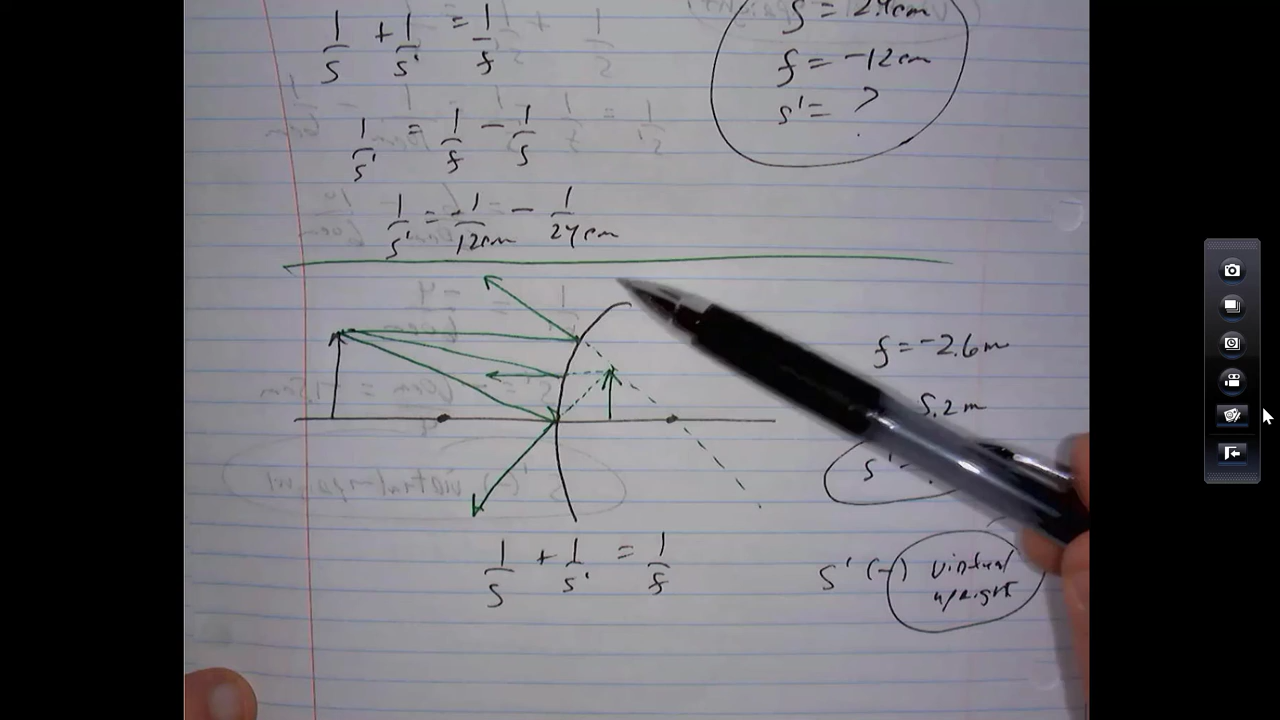 1/s + 1/s' = 1/f
1/s' = 1/f - 1/s
1/s' = -1/12cm - 1/24cm
f = -12cm
s' = ?
f = -2.6m
5.2m
s'
1/s + 1/s' = 1/f
s' (-) virtual
upright